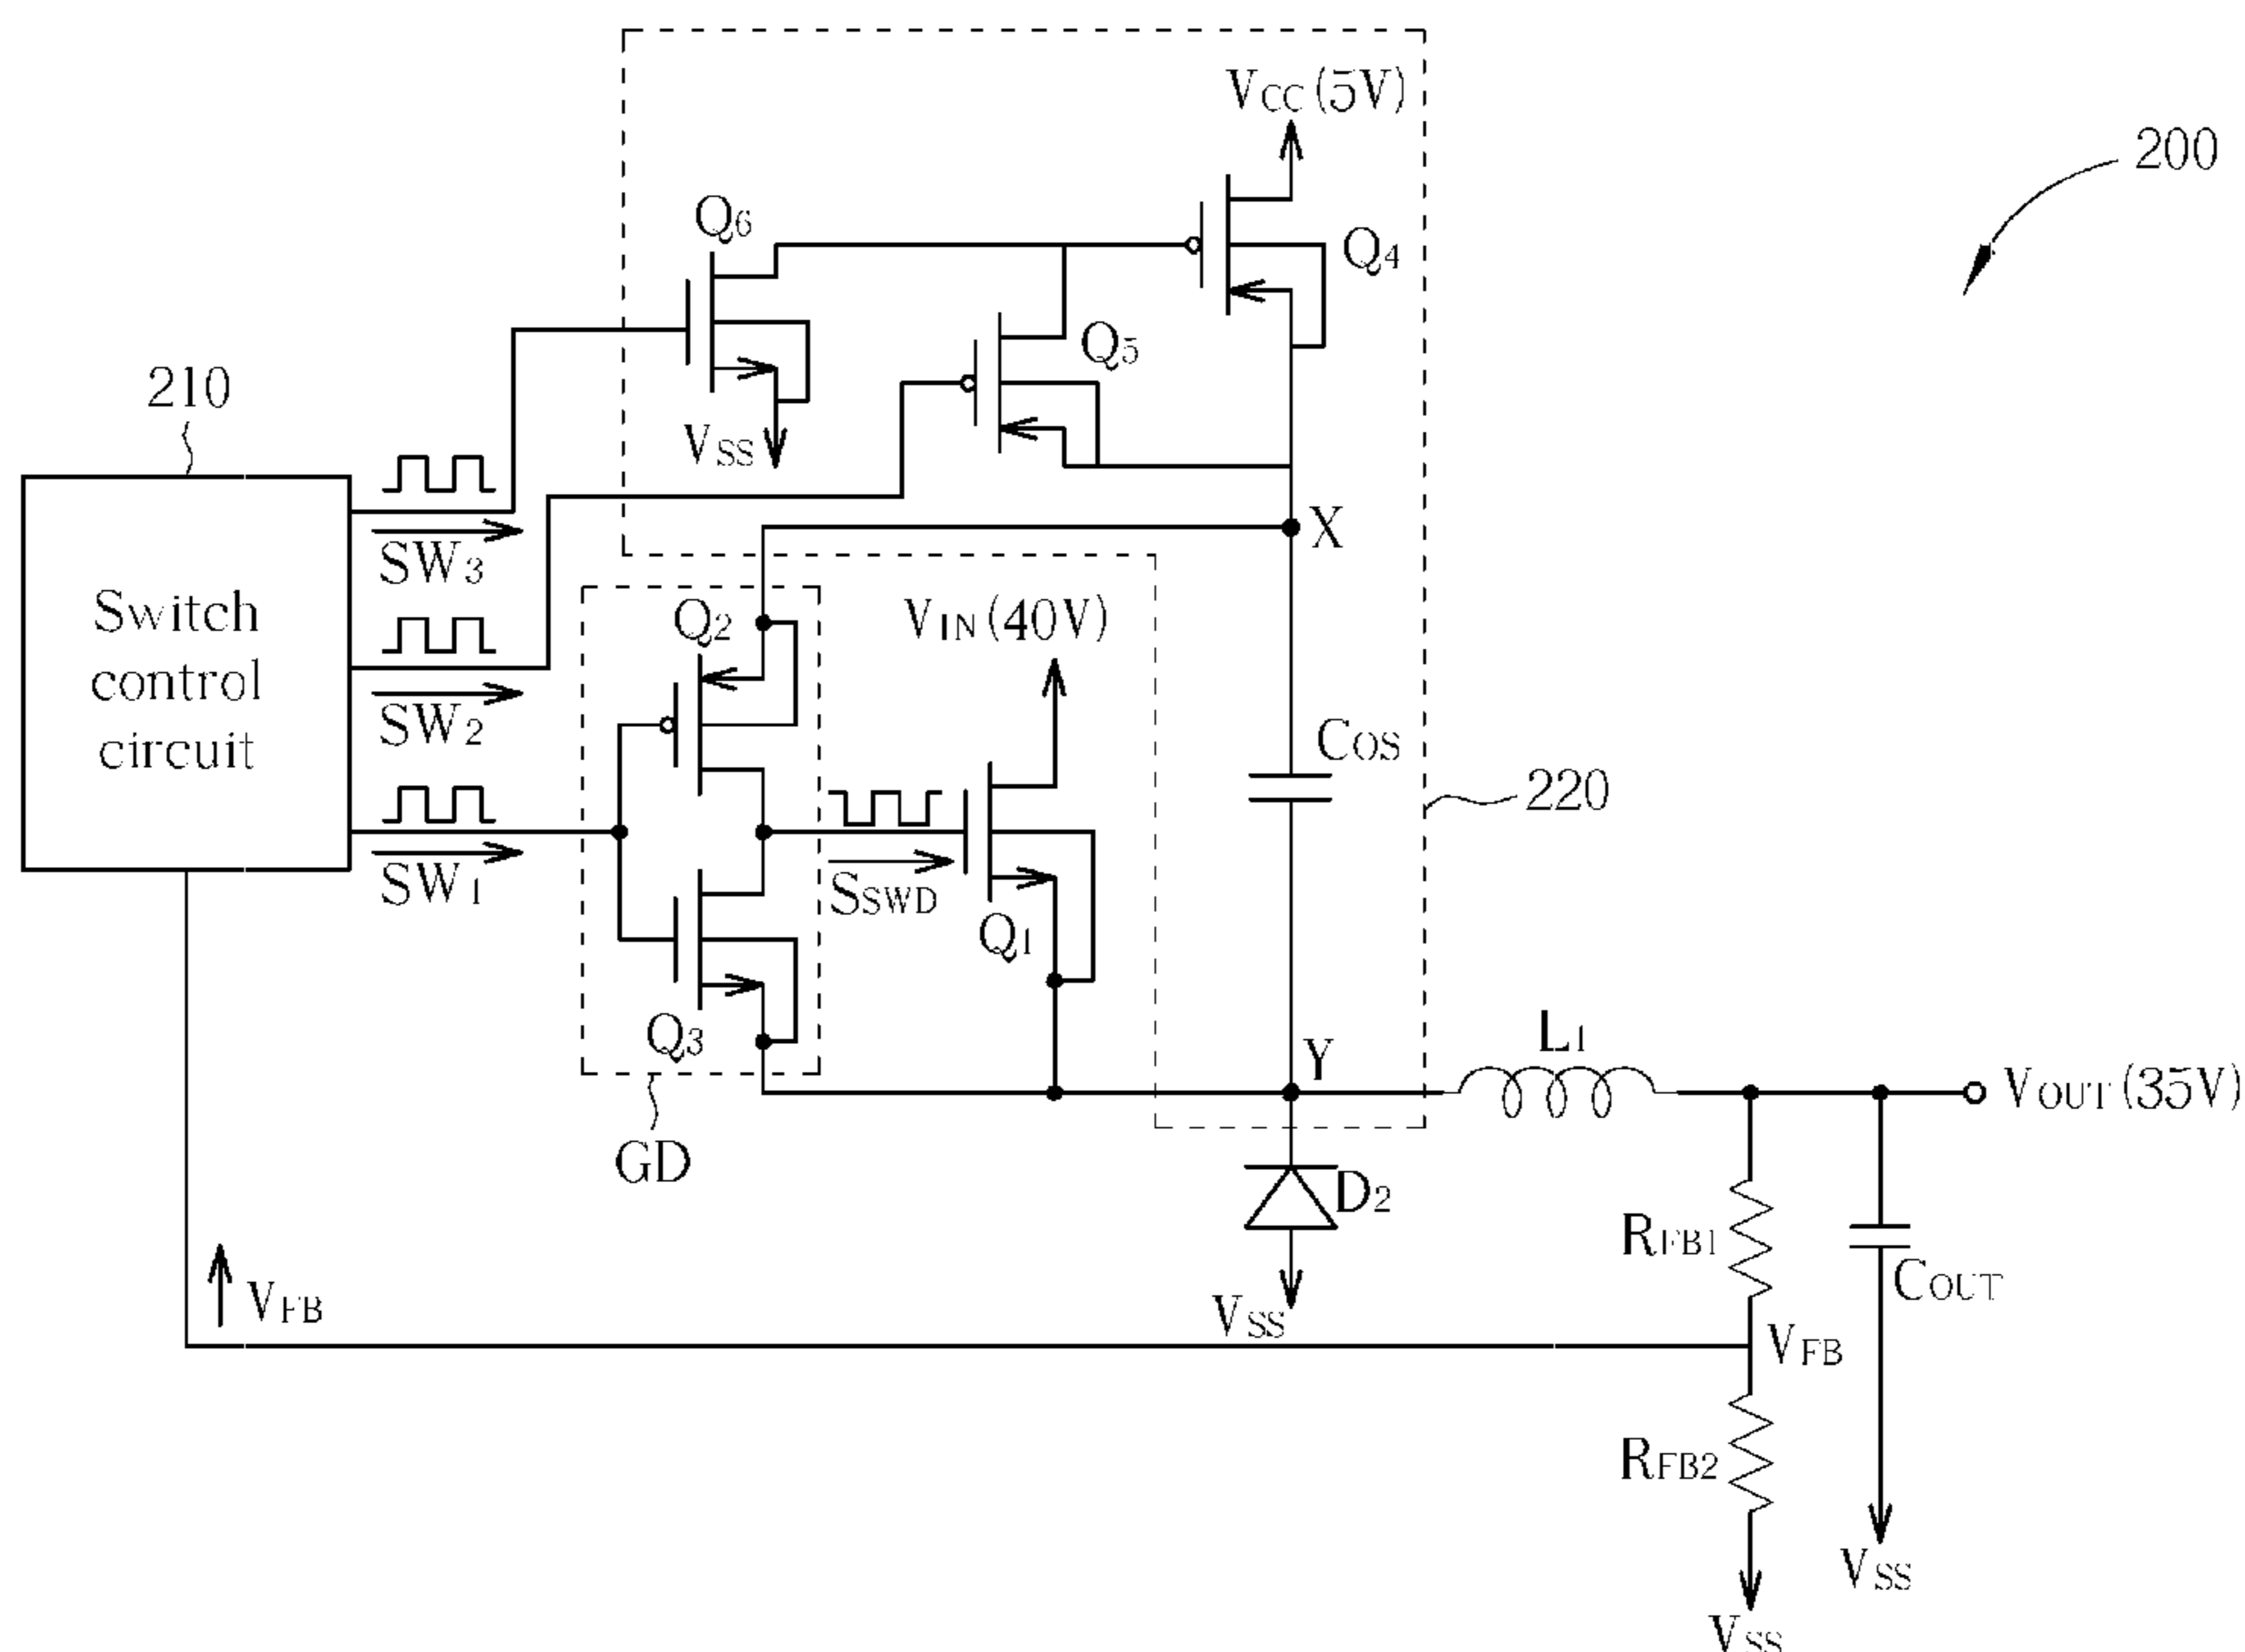 VCC(5V)
200
Q6
Q4
Q5
210
VSS
X
SW3
Switch
control
circuit
Q2
VIN(40V)
SW2
COS
220
SW1
SSWD
Q1
Q3
Y
L1
VOUT(35V)
GD
D2
RFB1
COUT
VFB
VSS
VFB
RFB2
VSS
VSS